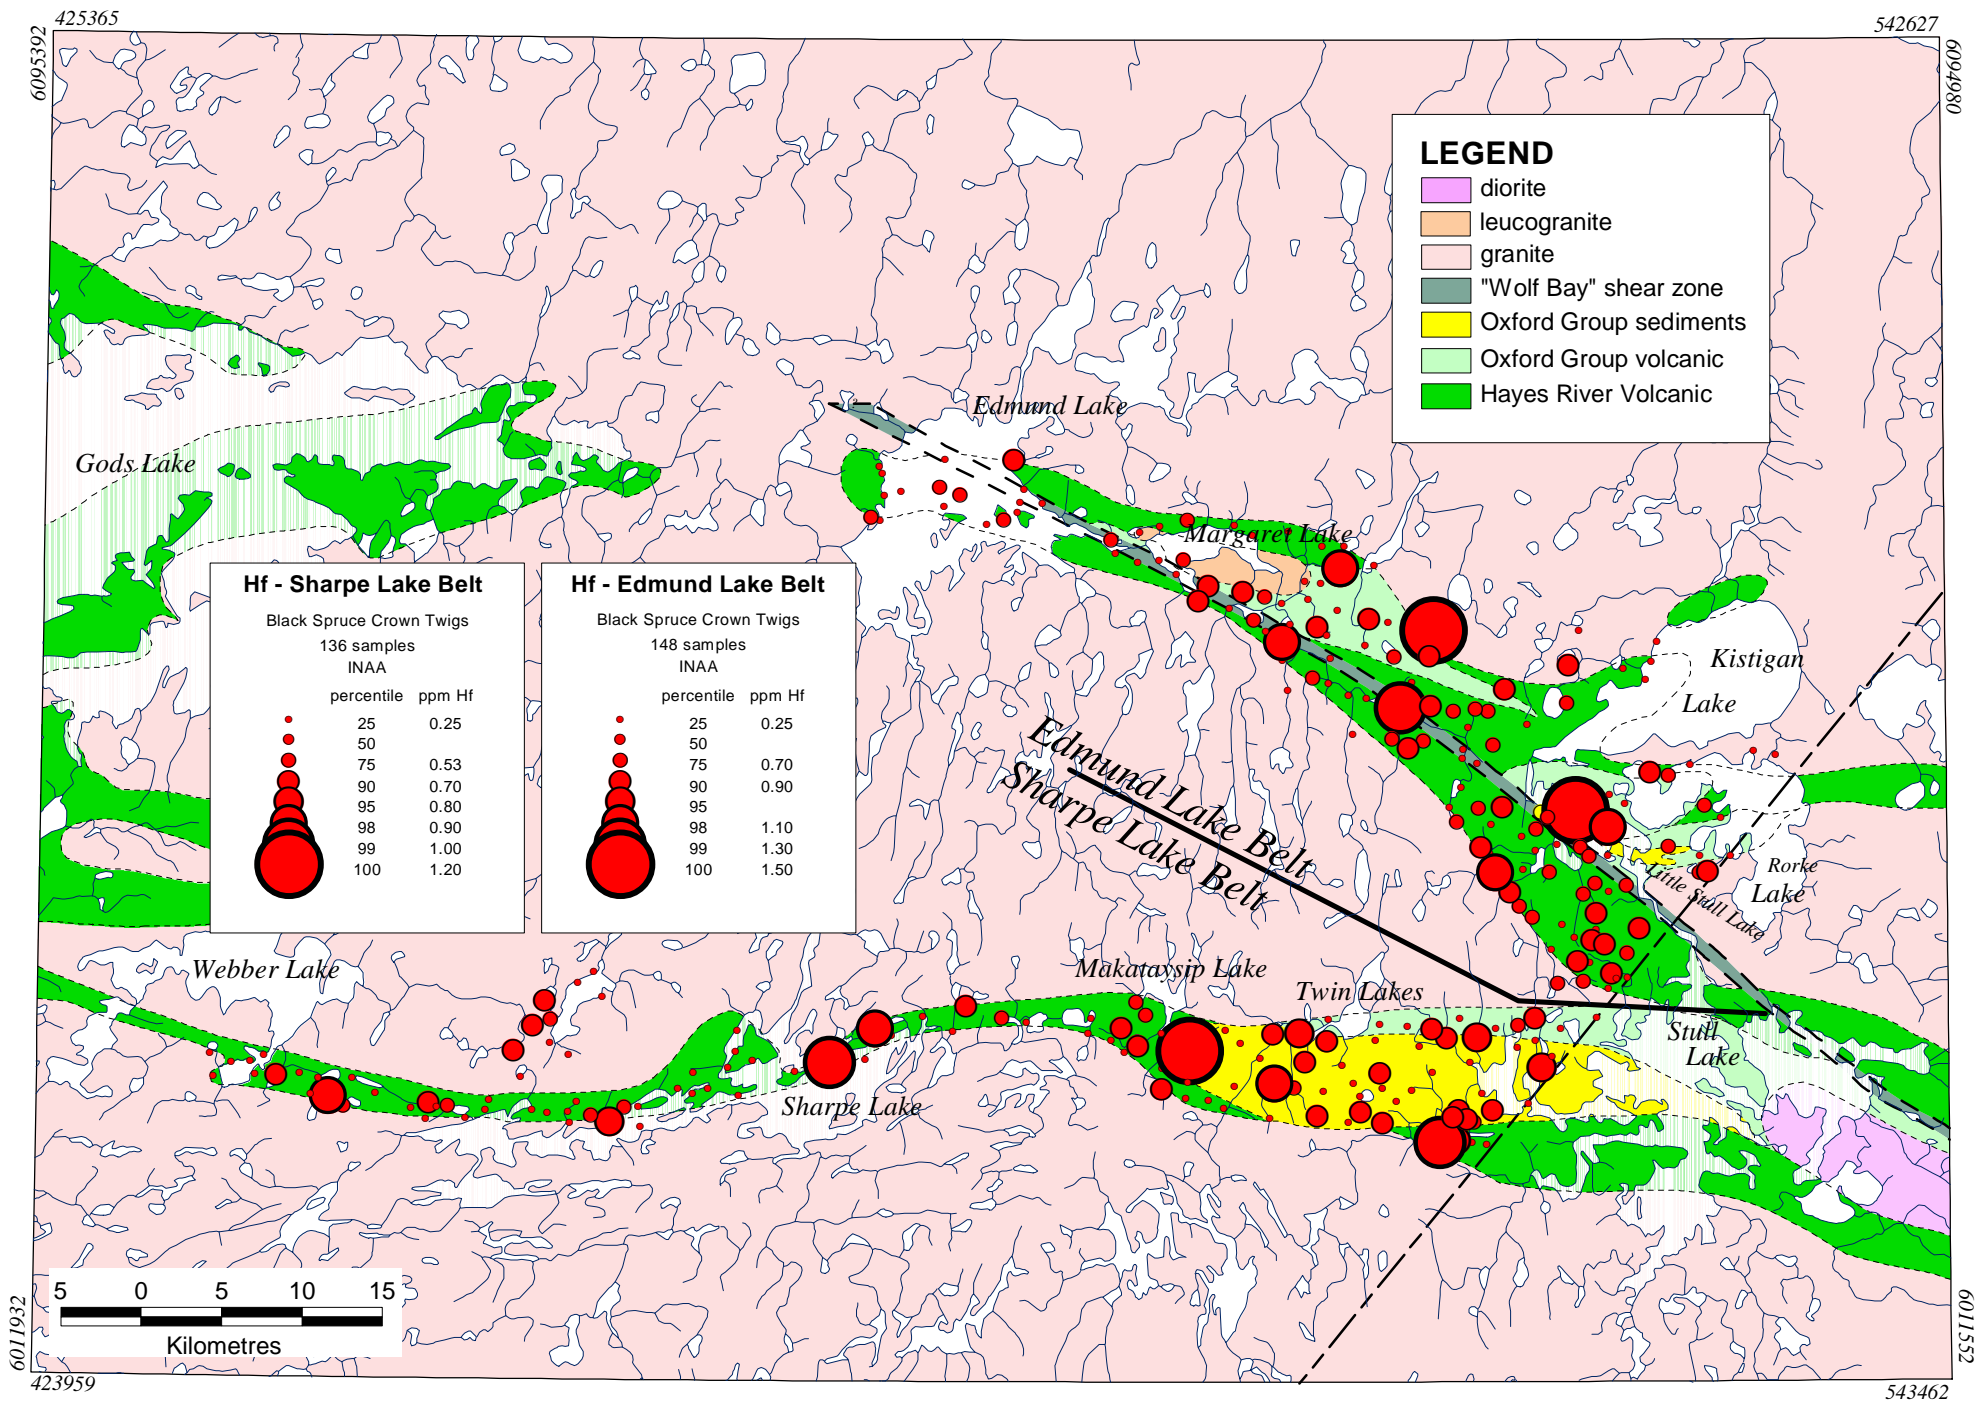 425365
542627
6095392
6094980
LEGEND
diorite
leucogranite
granite
"Wolf Bay" shear zone
Oxford Group sediments
Oxford Group volcanic
Hayes River Volcanic
Edmund Lake
Gods Lake
Margaret Lake
Hf - Sharpe Lake Belt
Black Spruce Crown Twigs
136 samples
INAA
percentile ppm Hf
25 0.25
50
75 0.53
90 0.70
95 0.80
98 0.90
99 1.00
100 1.20
Hf - Edmund Lake Belt
Black Spruce Crown Twigs
148 samples
INAA
percentile ppm Hf
25 0.25
50
75 0.70
90 0.90
95
98 1.10
99 1.30
100 1.50
Kistigan
Lake
Edmund Lake Belt
Sharpe Lake Belt
Rorke
Lake
Little Stull Lake
Webber Lake
Makataysip Lake
Twin Lakes
Stull
Lake
Sharpe Lake
5 0 5 10 15
Kilometres
6011932
6011552
423959
543462